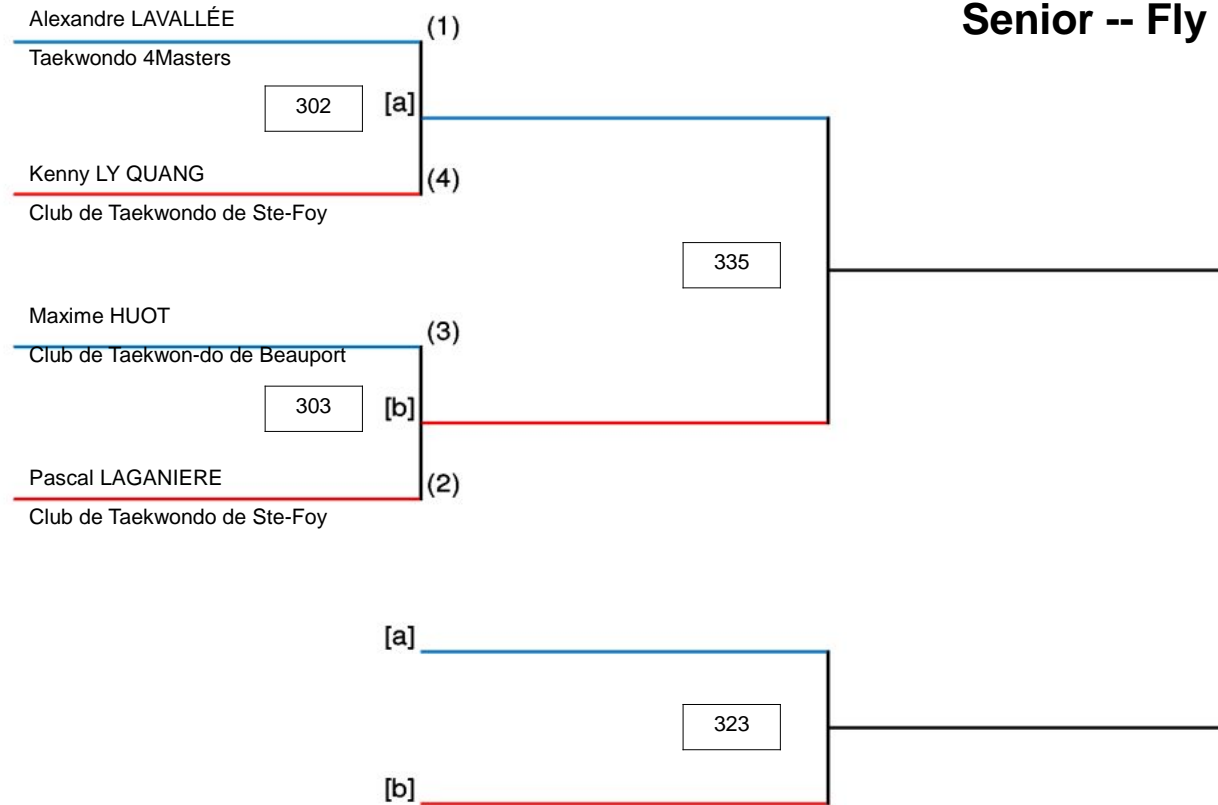 Senior -- Fly
Alexandre LAVALLÉE
(1)
Taekwondo 4Masters
302
[a]
Kenny LY QUANG
(4)
Club de Taekwondo de Ste-Foy
335
Maxime HUOT
(3)
Club de Taekwon-do de Beauport
303
[b]
Pascal LAGANIERE
(2)
Club de Taekwondo de Ste-Foy
[a]
323
[b]